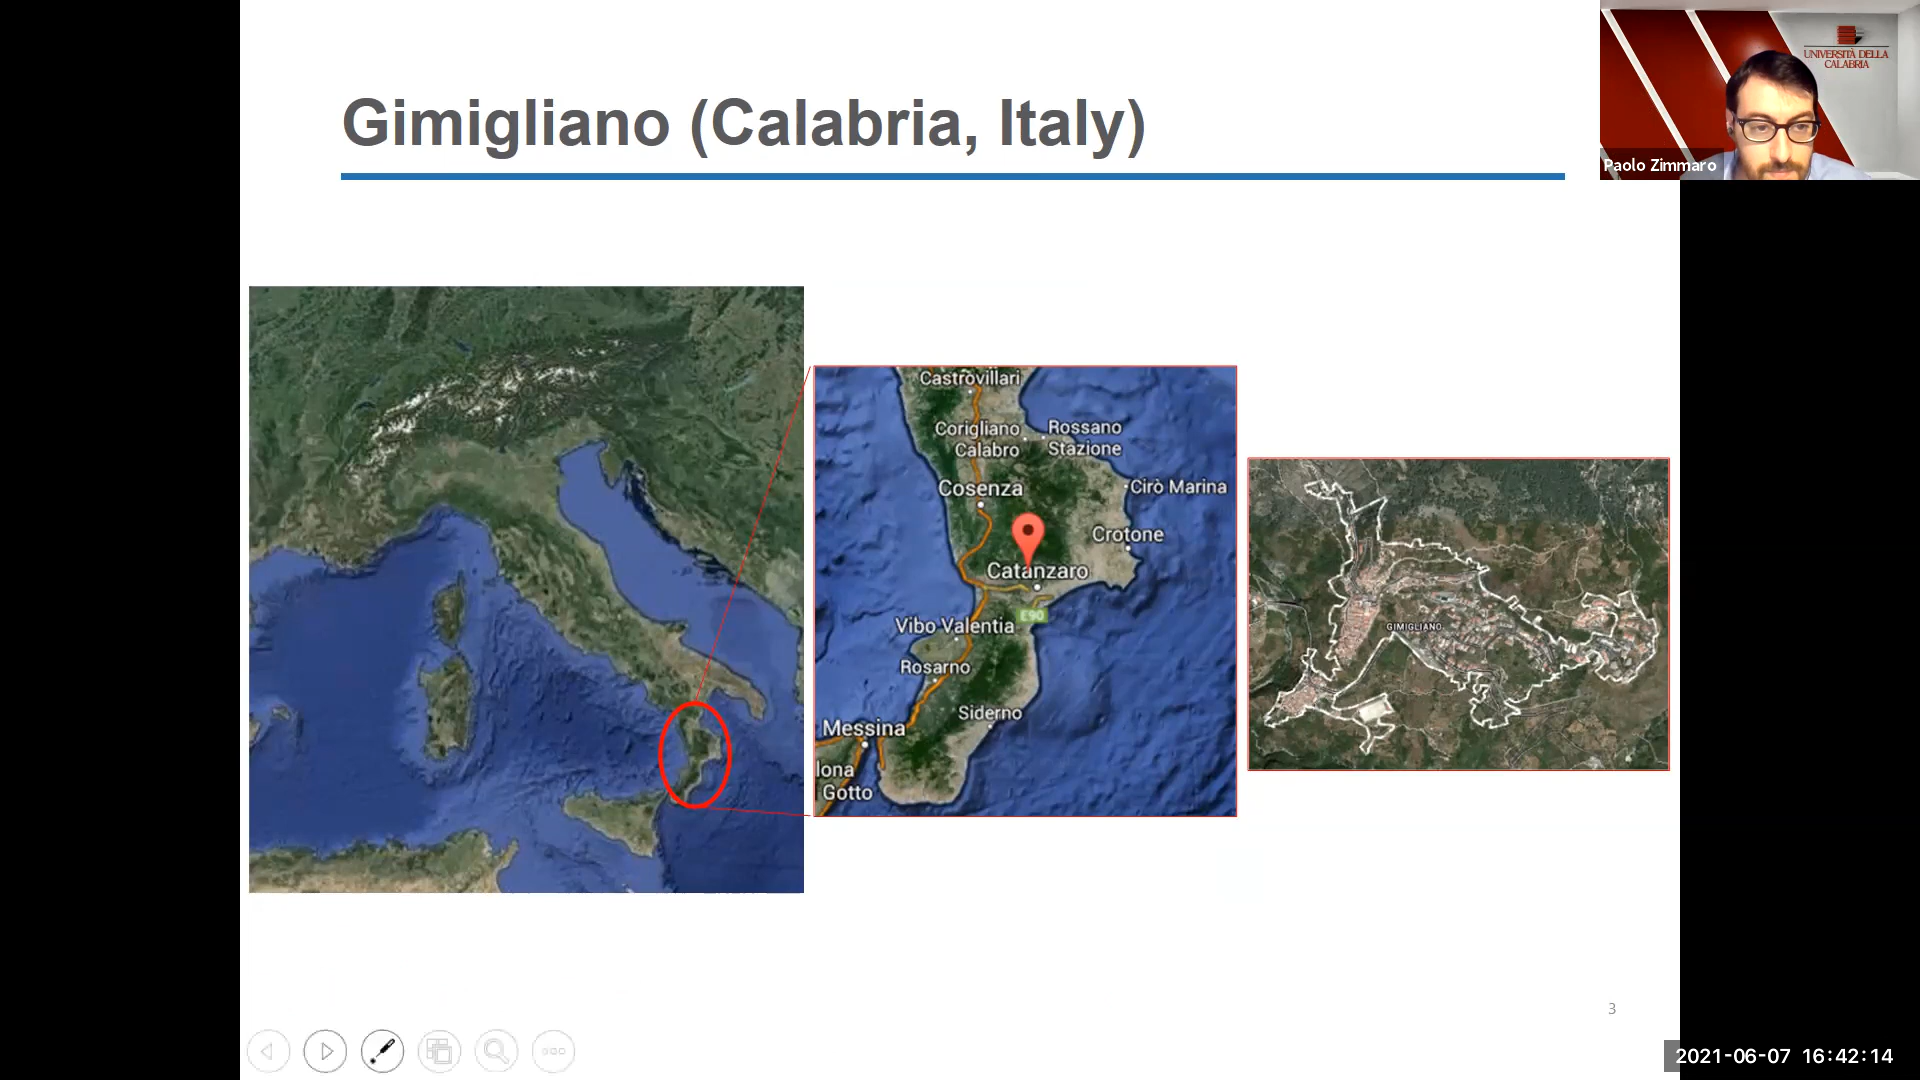 Gimigliano (Calabria, Italy)
UNIVERSITÀ DELLA
CALABRIA
Paolo Zimmaro
Castrovillari
Corigliano
Calabro
Rossano
Stazione
Cosenza
Cirò Marina
Crotone
Catanzaro
E90
Vibo Valentia
Rosarno
Siderno
Messina
lona
Gotto
GIMIGLIANO
3
2021-06-07 16:42:14